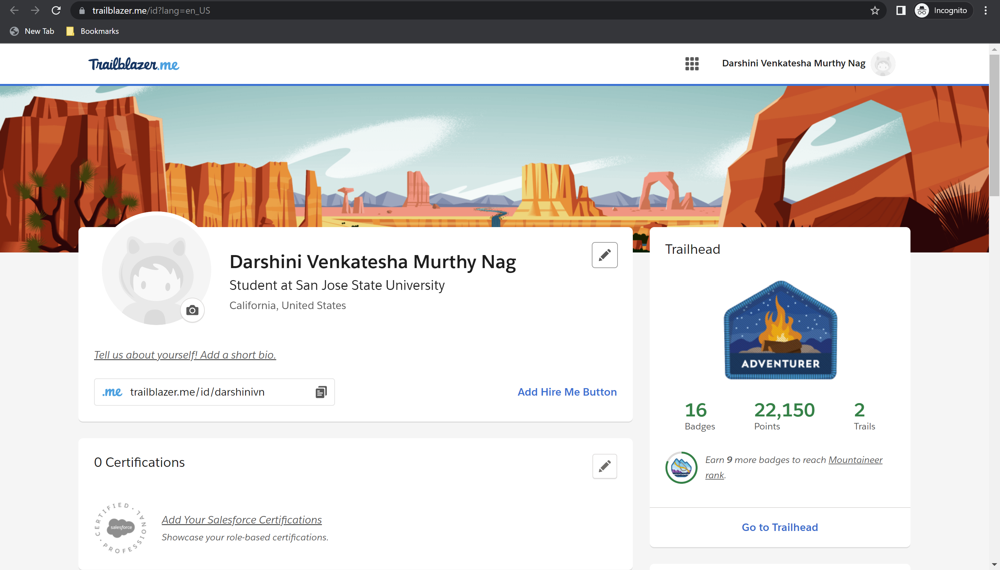 trailblazer.me/id?lang=en_US
Incognito
New Tab
Bookmarks
Trailblazer.me
Darshini Venkatesha Murthy Nag
Darshini Venkatesha Murthy Nag
Student at San Jose State University
California, United States
Tell us about yourself! Add a short bio.
.me trailblazer.me/id/darshinivn
Add Hire Me Button
0 Certifications
CERTIFIED · PROFESSIONAL ·
salesforce
Add Your Salesforce Certifications
Showcase your role-based certifications.
Trailhead
ADVENTURER
16 22,150 2
Badges Points Trails
MOUNTAINEER
Earn 9 more badges to reach Mountaineer
rank.
Go to Trailhead